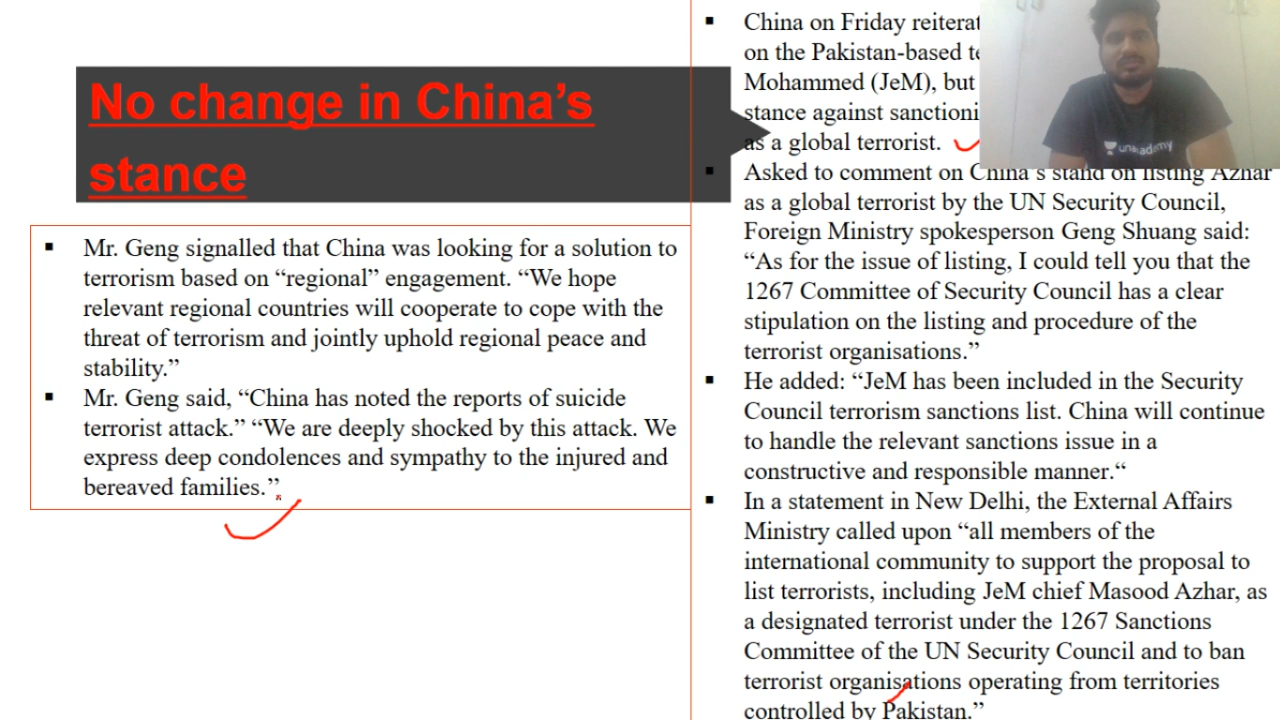 No change in China’s
stance
▪ Mr. Geng signalled that China was looking for a solution to
terrorism based on “regional” engagement. “We hope
relevant regional countries will cooperate to cope with the
threat of terrorism and jointly uphold regional peace and
stability.”
▪ Mr. Geng said, “China has noted the reports of suicide
terrorist attack.” “We are deeply shocked by this attack. We
express deep condolences and sympathy to the injured and
bereaved families.”
▪ China on Friday
on the Pakistan-based
Mohammed (JeM), but
stance against
as a global terrorist.
▪ Asked to comment on China’s stand on listing Azhar
as a global terrorist by the UN Security Council,
Foreign Ministry spokesperson Geng Shuang said:
“As for the issue of listing, I could tell you that the
1267 Committee of Security Council has a clear
stipulation on the listing and procedure of the
terrorist organisations.”
▪ He added: “JeM has been included in the Security
Council terrorism sanctions list. China will continue
to handle the relevant sanctions issue in a
constructive and responsible manner.“
▪ In a statement in New Delhi, the External Affairs
Ministry called upon “all members of the
international community to support the proposal to
list terrorists, including JeM chief Masood Azhar, as
a designated terrorist under the 1267 Sanctions
Committee of the UN Security Council and to ban
terrorist organisations operating from territories
controlled by Pakistan.”
unacademy